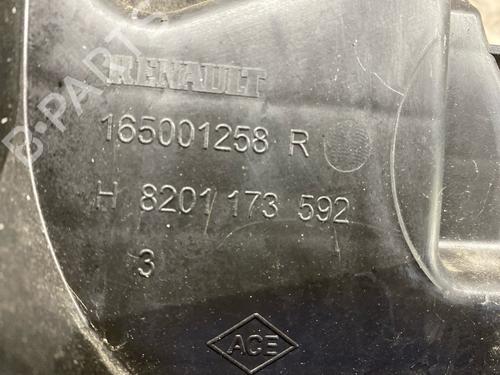 B-PARTS
RENAULT
165001258 R
H 8201 173 592
3
ACE